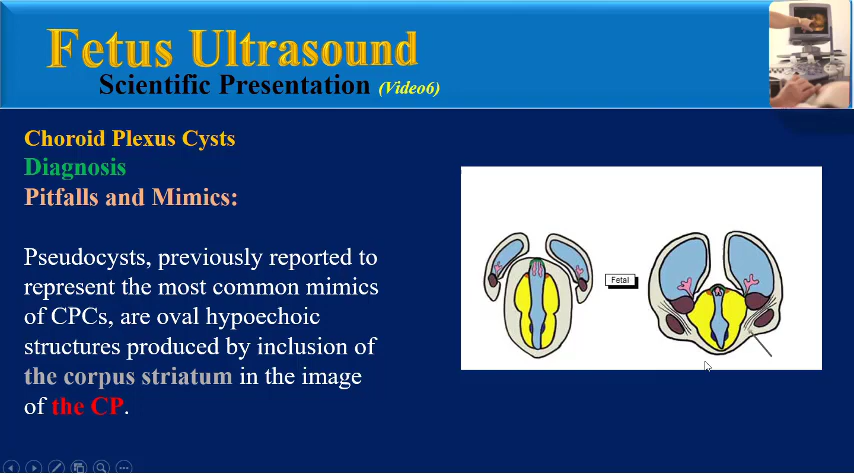 Fetus Ultrasound
Scientific Presentation (Video6)
Choroid Plexus Cysts
Diagnosis
Pitfalls and Mimics:
Pseudocysts, previously reported to
represent the most common mimics
of CPCs, are oval hypoechoic
structures produced by inclusion of
the corpus striatum in the image
of the CP.
Fetal